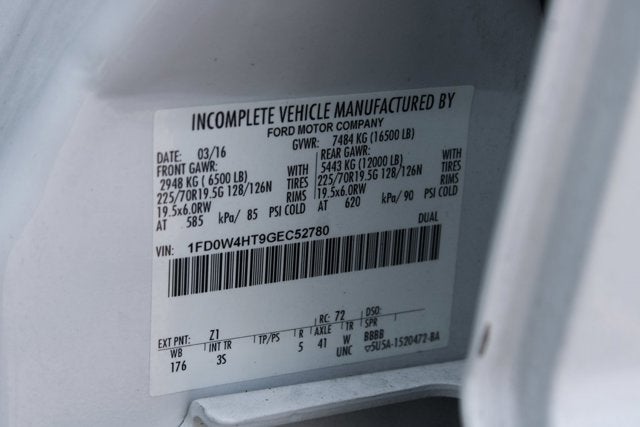 INCOMPLETE VEHICLE MANUFACTURED BY
FORD MOTOR COMPANY
DATE: 03/16 GVWR: 7484 KG (16500 LB)
FRONT GAWR: REAR GAWR:
2948 KG ( 6500 LB) WITH 5443 KG (12000 LB) WITH
225/70R19.5G 128/126N TIRES 225/70R19.5G 128/126N TIRES
19.5x6.0RW RIMS 19.5x6.0RW RIMS
AT 585 kPa/ 85 PSI COLD AT 620 kPa/ 90 PSI COLD
DUAL
VIN: 1FD0W4HT9GEC52780
RC: 72 DSO:
EXT PNT: Z1
WB INT TR TP/PS R AXLE TR SPR
176 3S 5 41 W BBBB
UNC 5U5A-1520472-BA